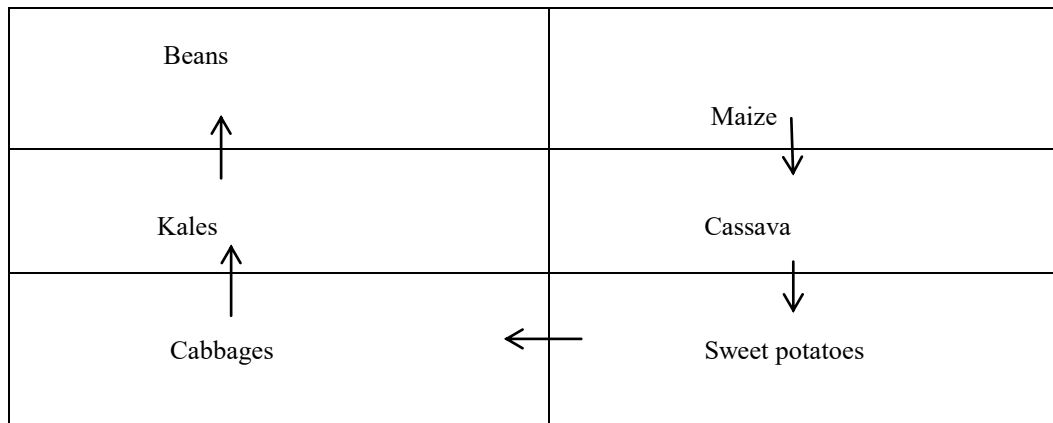 Beans
Maize
Kales
Cassava
Cabbages
Sweet potatoes